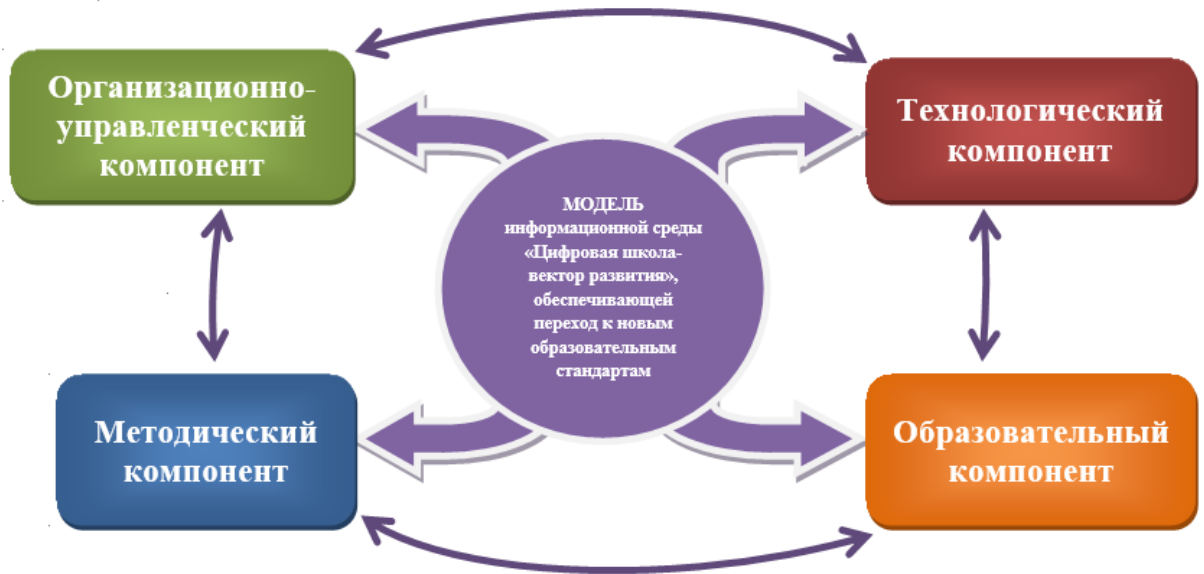 Организационно-
управленческий
компонент
Технологический
компонент
МОДЕЛЬ
информационной среды
«Цифровая школа-
вектор развития»,
обеспечивающей
переход к новым
образовательным
стандартам
Методический
компонент
Образовательный
компонент